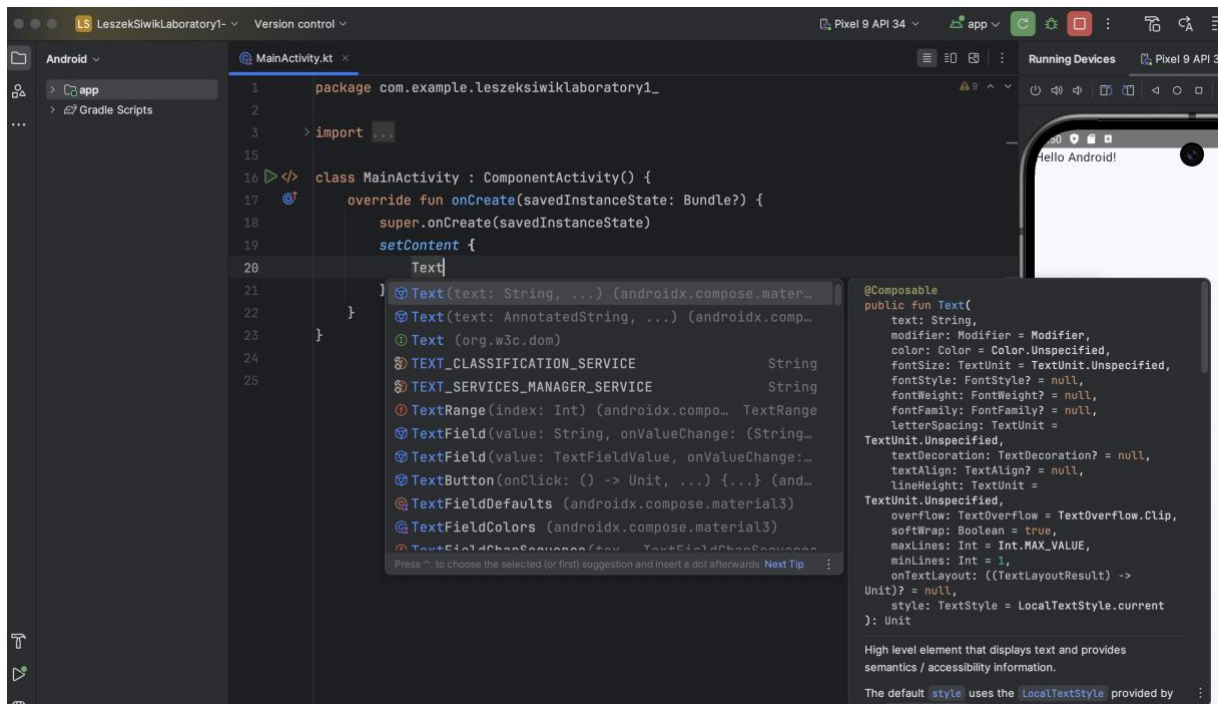 LS LeszekSiwikLaboratory1- Version control Pixel 9 API 34 app
Android
MainActivity.kt
Running Devices Pixel 9 API 3
app
Gradle Scripts
1 package com.example.leszeksiwiklaboratory1_
9
2
3 import ...
15
16 class MainActivity : ComponentActivity() {
17 override fun onCreate(savedInstanceState: Bundle?) {
18 super.onCreate(savedInstanceState)
19 setContent {
20 Text
21 }
22 }
23 }
24
25
Hello Android!
Text(text: String, ...) (androidx.compose.mater...
Text(text: AnnotatedString, ...) (androidx.comp...
Text (org.w3c.dom)
TEXT_CLASSIFICATION_SERVICE String
TEXT_SERVICES_MANAGER_SERVICE String
TextRange(index: Int) (androidx.compo... TextRange
TextField(value: String, onValueChange: (String...
TextField(value: TextFieldValue, onValueChange:...
TextButton(onClick: () -> Unit, ...) {...} (and...
TextFieldDefaults (androidx.compose.material3)
TextFieldColors (androidx.compose.material3)
Press ^. to choose the selected (or first) suggestion and insert a dot afterwards Next Tip
@Composable
public fun Text(
text: String,
modifier: Modifier = Modifier,
color: Color = Color.Unspecified,
fontSize: TextUnit = TextUnit.Unspecified,
fontStyle: FontStyle? = null,
fontWeight: FontWeight? = null,
fontFamily: FontFamily? = null,
letterSpacing: TextUnit =
TextUnit.Unspecified,
textDecoration: TextDecoration? = null,
textAlign: TextAlign? = null,
lineHeight: TextUnit =
TextUnit.Unspecified,
overflow: TextOverflow = TextOverflow.Clip,
softWrap: Boolean = true,
maxLines: Int = Int.MAX_VALUE,
minLines: Int = 1,
onTextLayout: ((TextLayoutResult) ->
Unit)? = null,
style: TextStyle = LocalTextStyle.current
): Unit
High level element that displays text and provides
semantics / accessibility information.
The default style uses the LocalTextStyle provided by